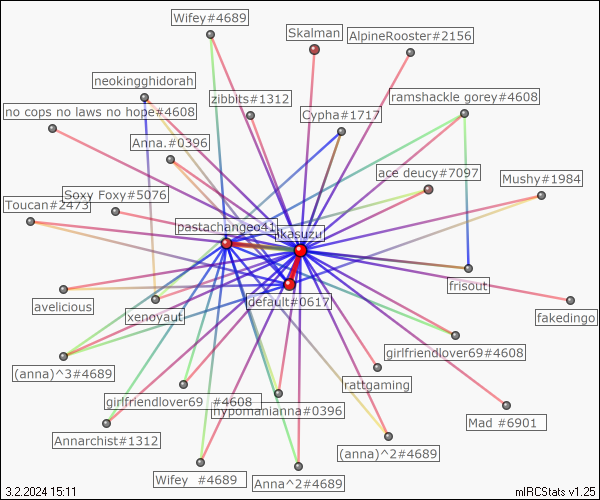 Wifey#4689
Skalman
AlpineRooster#2156
neokingghidorah
zibbits#1312
ramshackle gorey#4608
no cops no laws no hope#4608
Cypha#1717
Anna.#0396
ace deucy#7097
Mushy#1984
Soxy Foxy#5076
Toucan#2473
pastachangeo41
ikasuzu
frisout
avelicious
xenoyaut
default#0617
fakedingo
girlfriendlover69#4608
(anna)^3#4689
rattgaming
girlfriendlover69 #4608
hypomanianna#0396
Mad #6901
Annarchist#1312
(anna)^2#4689
Wifey #4689
Anna^2#4689
3.2.2024 15:11
mIRCStats v1.25